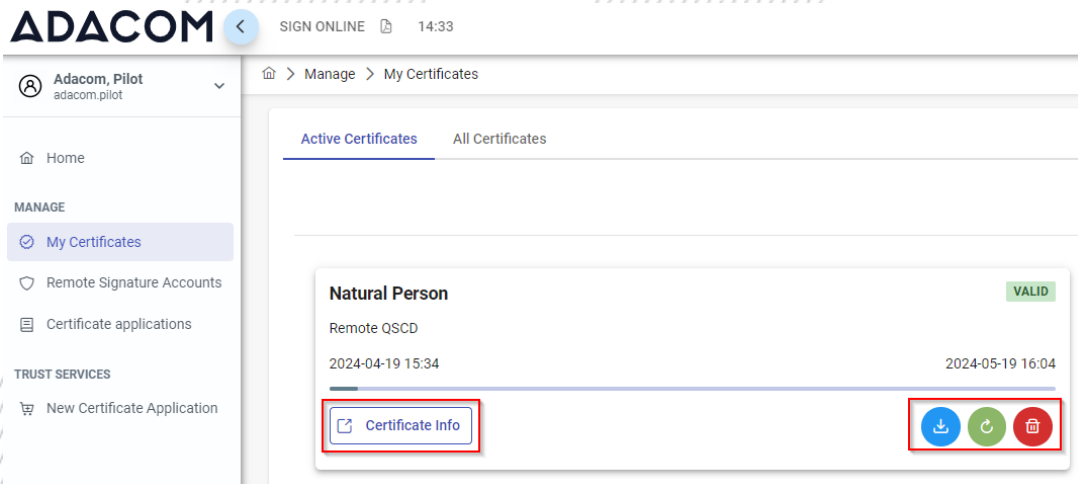 ADACOM
SIGN ONLINE 14:33
Adacom, Pilot
adacom.pilot
Manage > My Certificates
Active Certificates All Certificates
Home
MANAGE
My Certificates
Remote Signature Accounts
Certificate applications
TRUST SERVICES
New Certificate Application
Natural Person VALID
Remote QSCD
2024-04-19 15:34 2024-05-19 16:04
Certificate Info